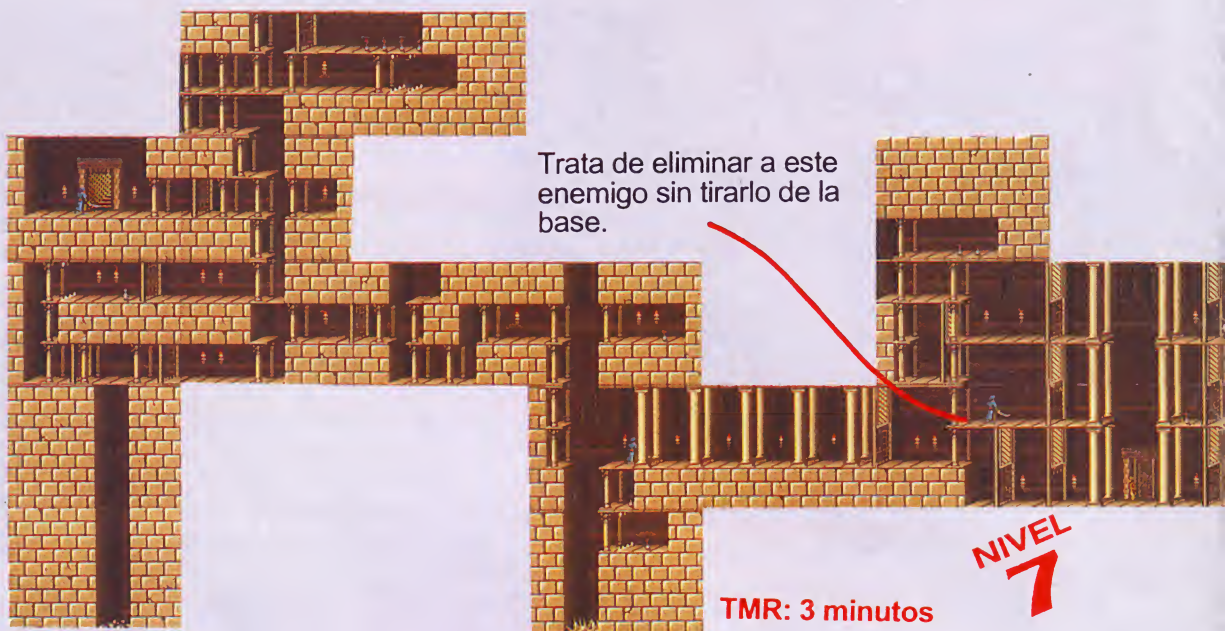 Trata de eliminar a este
enemigo sin tirarlo de la
base.
NIVEL
7
TMR: 3 minutos